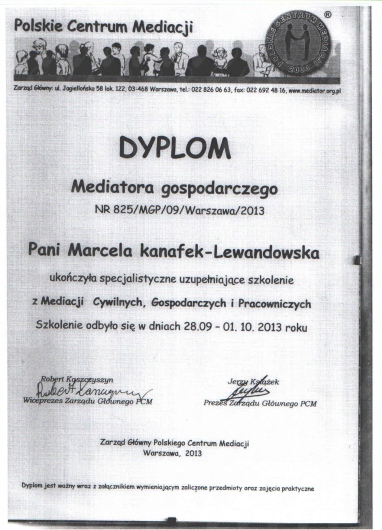 Polskie Centrum Mediacji
®
Zarząd Główny: ul. Jagiellońska 58 lok. 122, 03-468 Warszawa, tel.: 022 826 06 63, fax: 022 692 48 16, www.mediator.org.pl
DYPLOM
Mediatora gospodarczego
NR 825/MGP/09/Warszawa/2013
Pani Marcela kanafek-Lewandowska
ukończyła specjalistyczne uzupełniające szkolenie
z Mediacji Cywilnych, Gospodarczych i Pracowniczych
Szkolenie odbyło się w dniach 28.09 - 01. 10. 2013 roku
Robert Kaszczyszyn
Jerzy Książek
Wiceprezes Zarządu Głównego PCM
Prezes Zarządu Głównego PCM
Zarząd Główny Polskiego Centrum Mediacji
Warszawa, 2013
Dyplom jest ważny wraz z załącznikiem wymieniającym zaliczone przedmioty oraz zajęcia praktyczne